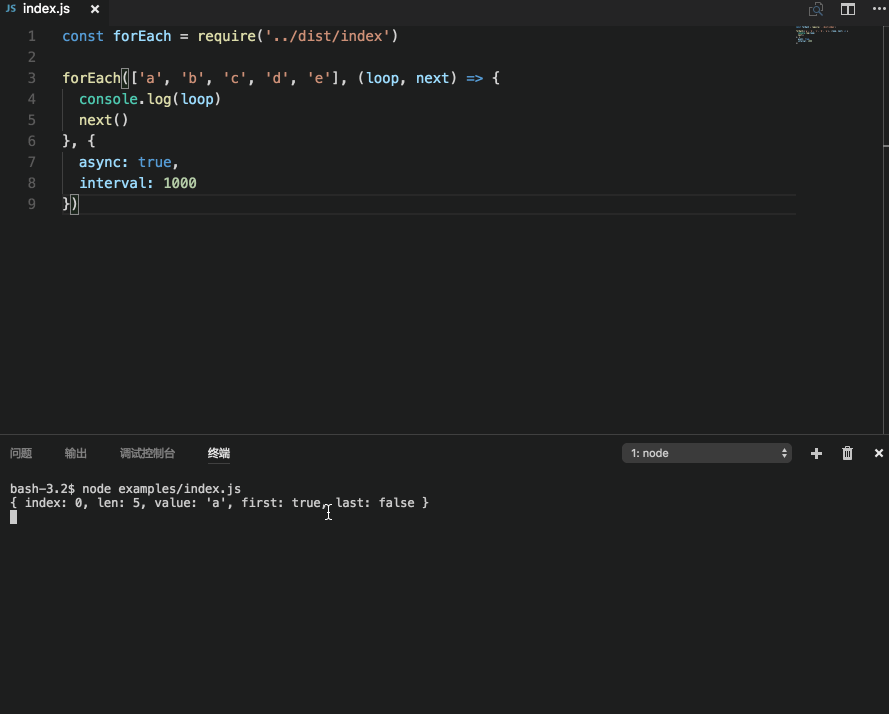 JS index.js ×
1 const forEach = require('../dist/index')
2
3 forEach(['a', 'b', 'c', 'd', 'e'], (loop, next) => {
4   console.log(loop)
5   next()
6 }, {
7   async: true,
8   interval: 1000
9 })
问题 输出 调试控制台 终端 1: node
bash-3.2$ node examples/index.js
{ index: 0, len: 5, value: 'a', first: true, last: false }